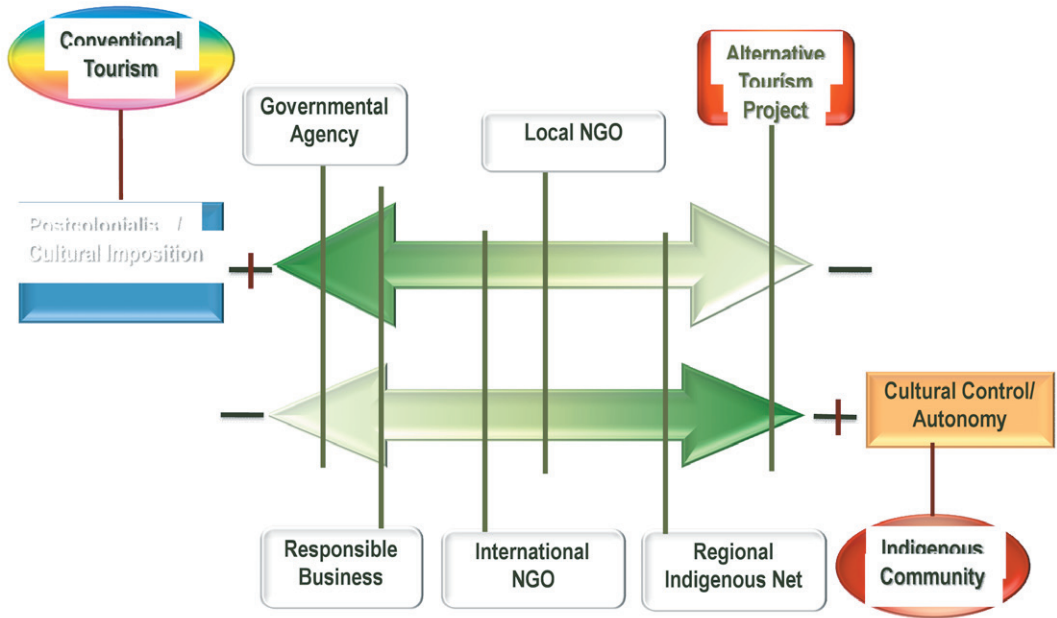 Conventional
Tourism
Alternative
Tourism
Project
Governmental
Agency
Local NGO
Postcolonialis /
Cultural Imposition
+
—
—
+
Cultural Control/
Autonomy
Responsible
Business
International
NGO
Regional
Indigenous Net
Indigenous
Community